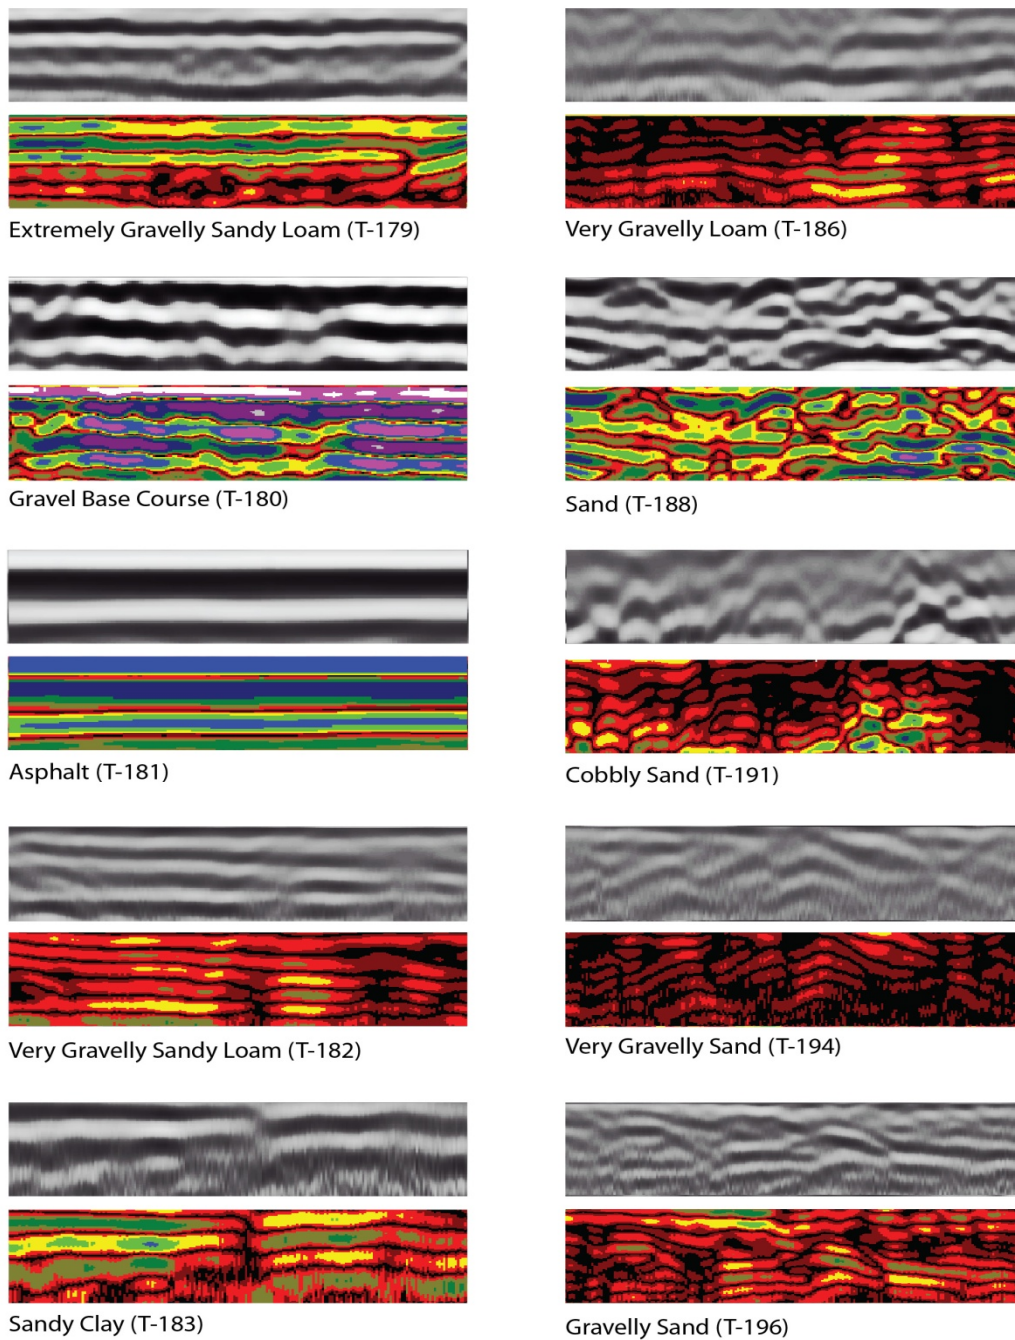 Extremely Gravelly Sandy Loam (T-179)
Very Gravelly Loam (T-186)
Gravel Base Course (T-180)
Sand (T-188)
Asphalt (T-181)
Cobbly Sand (T-191)
Very Gravelly Sandy Loam (T-182)
Very Gravelly Sand (T-194)
Sandy Clay (T-183)
Gravelly Sand (T-196)